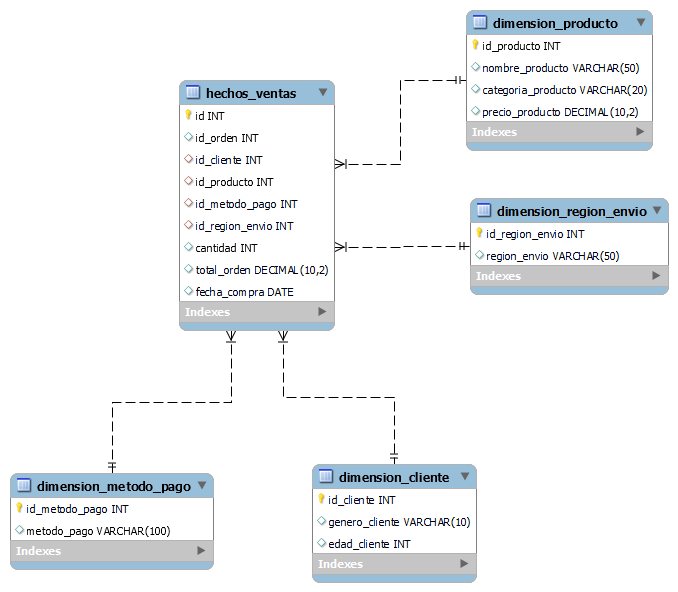 hechos_ventas
id INT
id_orden INT
id_cliente INT
id_producto INT
id_metodo_pago INT
id_region_envio INT
cantidad INT
total_orden DECIMAL(10,2)
fecha_compra DATE
Indexes
dimension_producto
id_producto INT
nombre_producto VARCHAR(50)
categoria_producto VARCHAR(20)
precio_producto DECIMAL(10,2)
Indexes
dimension_region_envio
id_region_envio INT
region_envio VARCHAR(50)
Indexes
dimension_metodo_pago
id_metodo_pago INT
metodo_pago VARCHAR(100)
Indexes
dimension_cliente
id_cliente INT
genero_cliente VARCHAR(10)
edad_cliente INT
Indexes